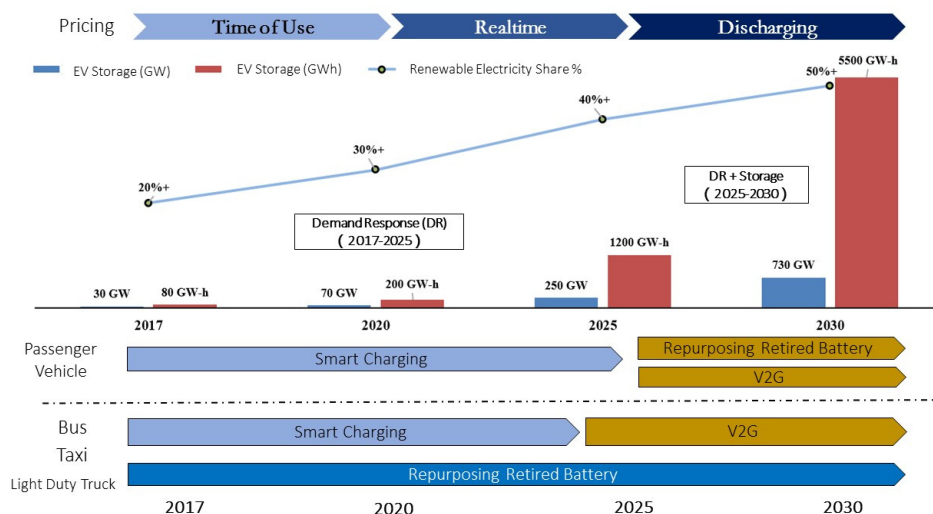 Pricing
Time of Use
Realtime
Discharging
EV Storage (GW)
EV Storage (GWh)
Renewable Electricity Share %
5500 GW-h
50%+
40%+
30%+
20%+
DR + Storage
( 2025-2030 )
Demand Response (DR)
( 2017-2025 )
30 GW
80 GW-h
70 GW
200 GW-h
250 GW
1200 GW-h
730 GW
2017
2020
2025
2030
Passenger
Vehicle
Smart Charging
Repurposing Retired Battery
V2G
Bus
Taxi
Light Duty Truck
Smart Charging
V2G
Repurposing Retired Battery
2017
2020
2025
2030